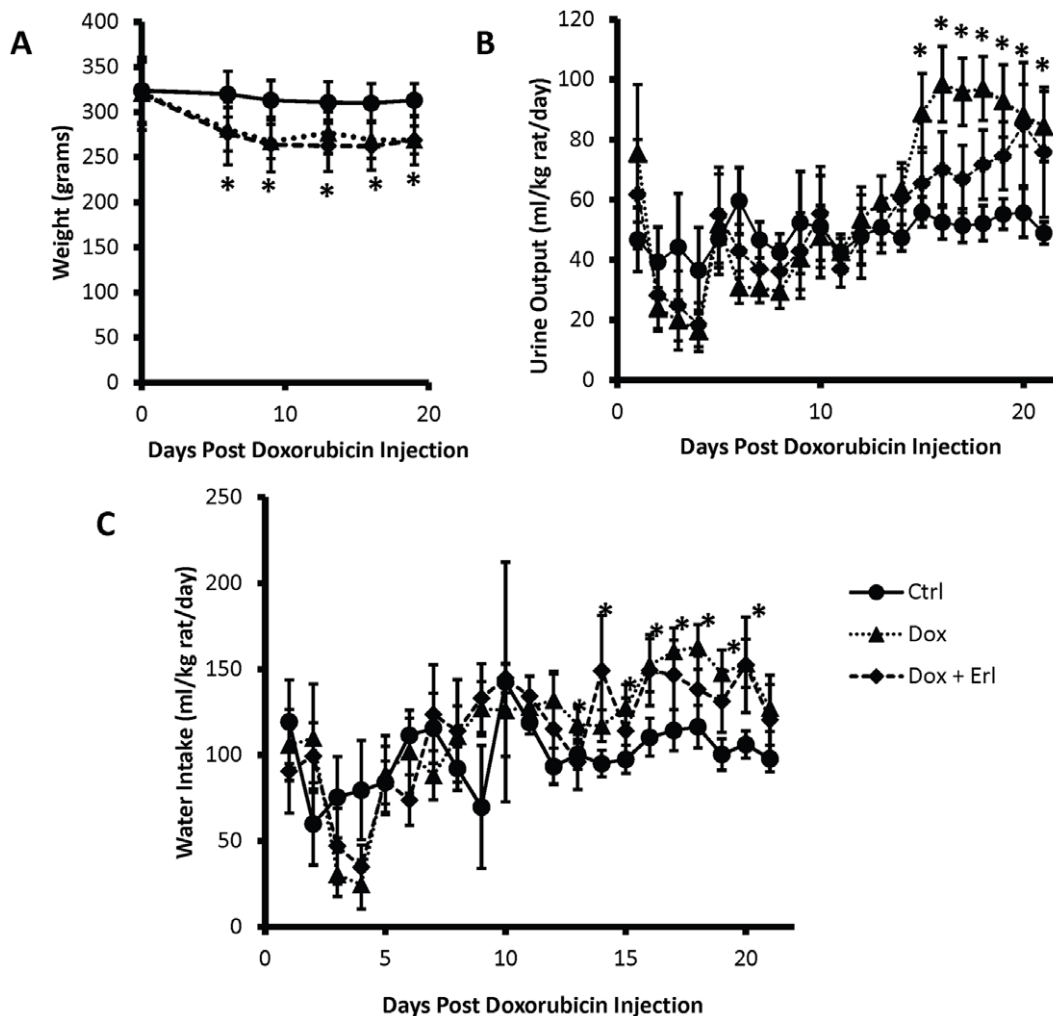 A
Weight (grams)
400
350
300
250
200
150
100
50
0
* * * * *
0 10 20
Days Post Doxorubicin Injection
B
Urine Output (ml/kg rat/day)
120
100
80
60
40
20
0
* * * * * * *
0 10 20
Days Post Doxorubicin Injection
C
Water Intake (ml/kg rat/day)
250
200
150
100
50
0
* * * * * * * *
0 5 10 15 20
Days Post Doxorubicin Injection
Ctrl
Dox
Dox + Erl